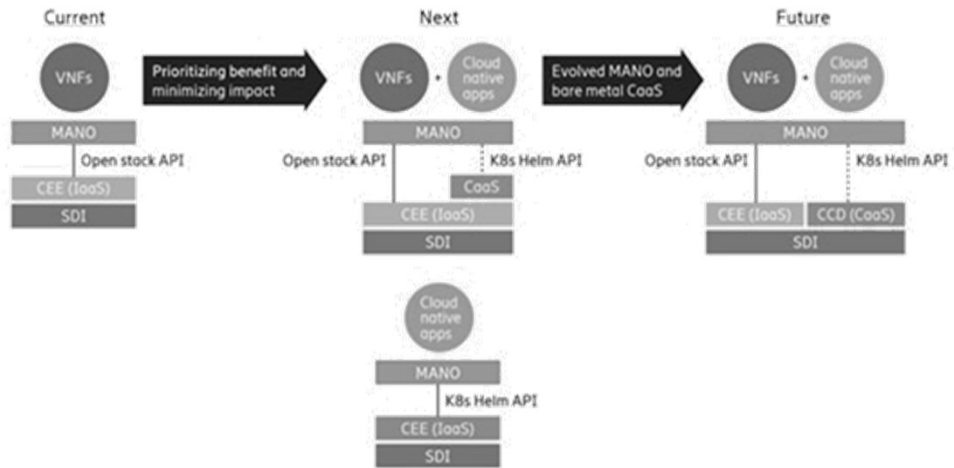 Current
Next
Future
VNFs
Prioritizing benefit and
minimizing impact
VNFs
+
Cloud
native
apps
Evolved MANO and
bare metal CaaS
VNFs
+
Cloud
native
apps
MANO
MANO
MANO
Open stack API
Open stack API
K8s Helm API
Open stack API
K8s Helm API
CEE (IaaS)
CaaS
SDI
CEE (IaaS)
CEE (IaaS)
CCD (CaaS)
SDI
SDI
Cloud
native
apps
MANO
K8s Helm API
CEE (IaaS)
SDI